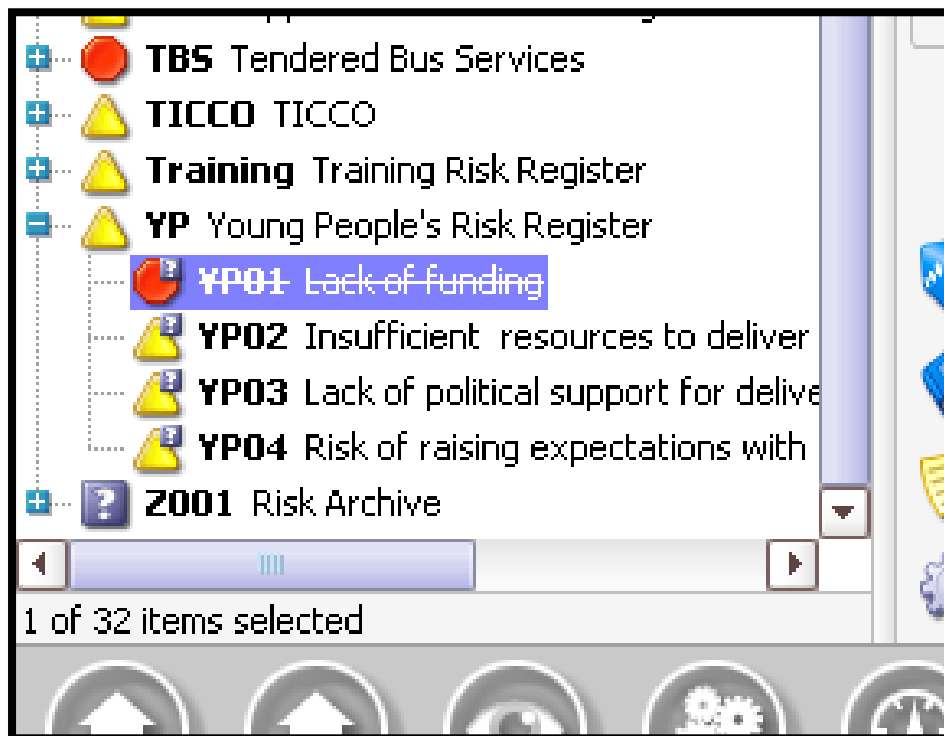 TBS Tendered Bus Services
TICCO TICCO
Training Training Risk Register
YP Young People's Risk Register
YP01 Lack of funding
YP02 Insufficient resources to deliver
YP03 Lack of political support for delive
YP04 Risk of raising expectations with
Z001 Risk Archive
1 of 32 items selected